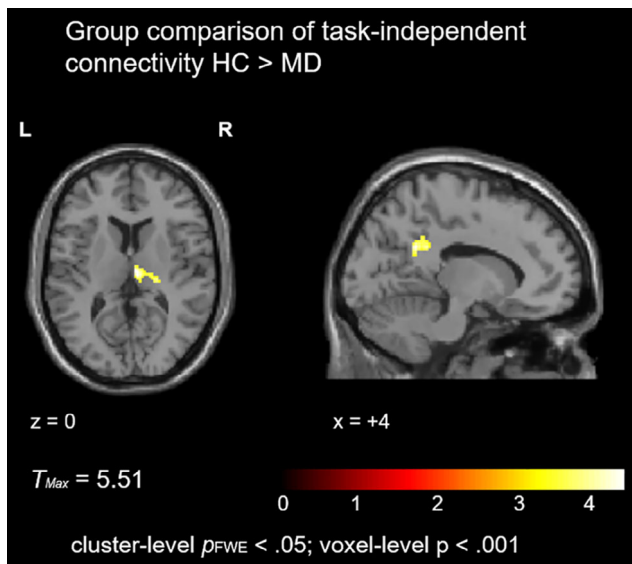 Group comparison of task-independent
connectivity HC > MD
L R
z = 0 x = +4
TMax = 5.51
0 1 2 3 4
cluster-level pFWE < .05; voxel-level p < .001